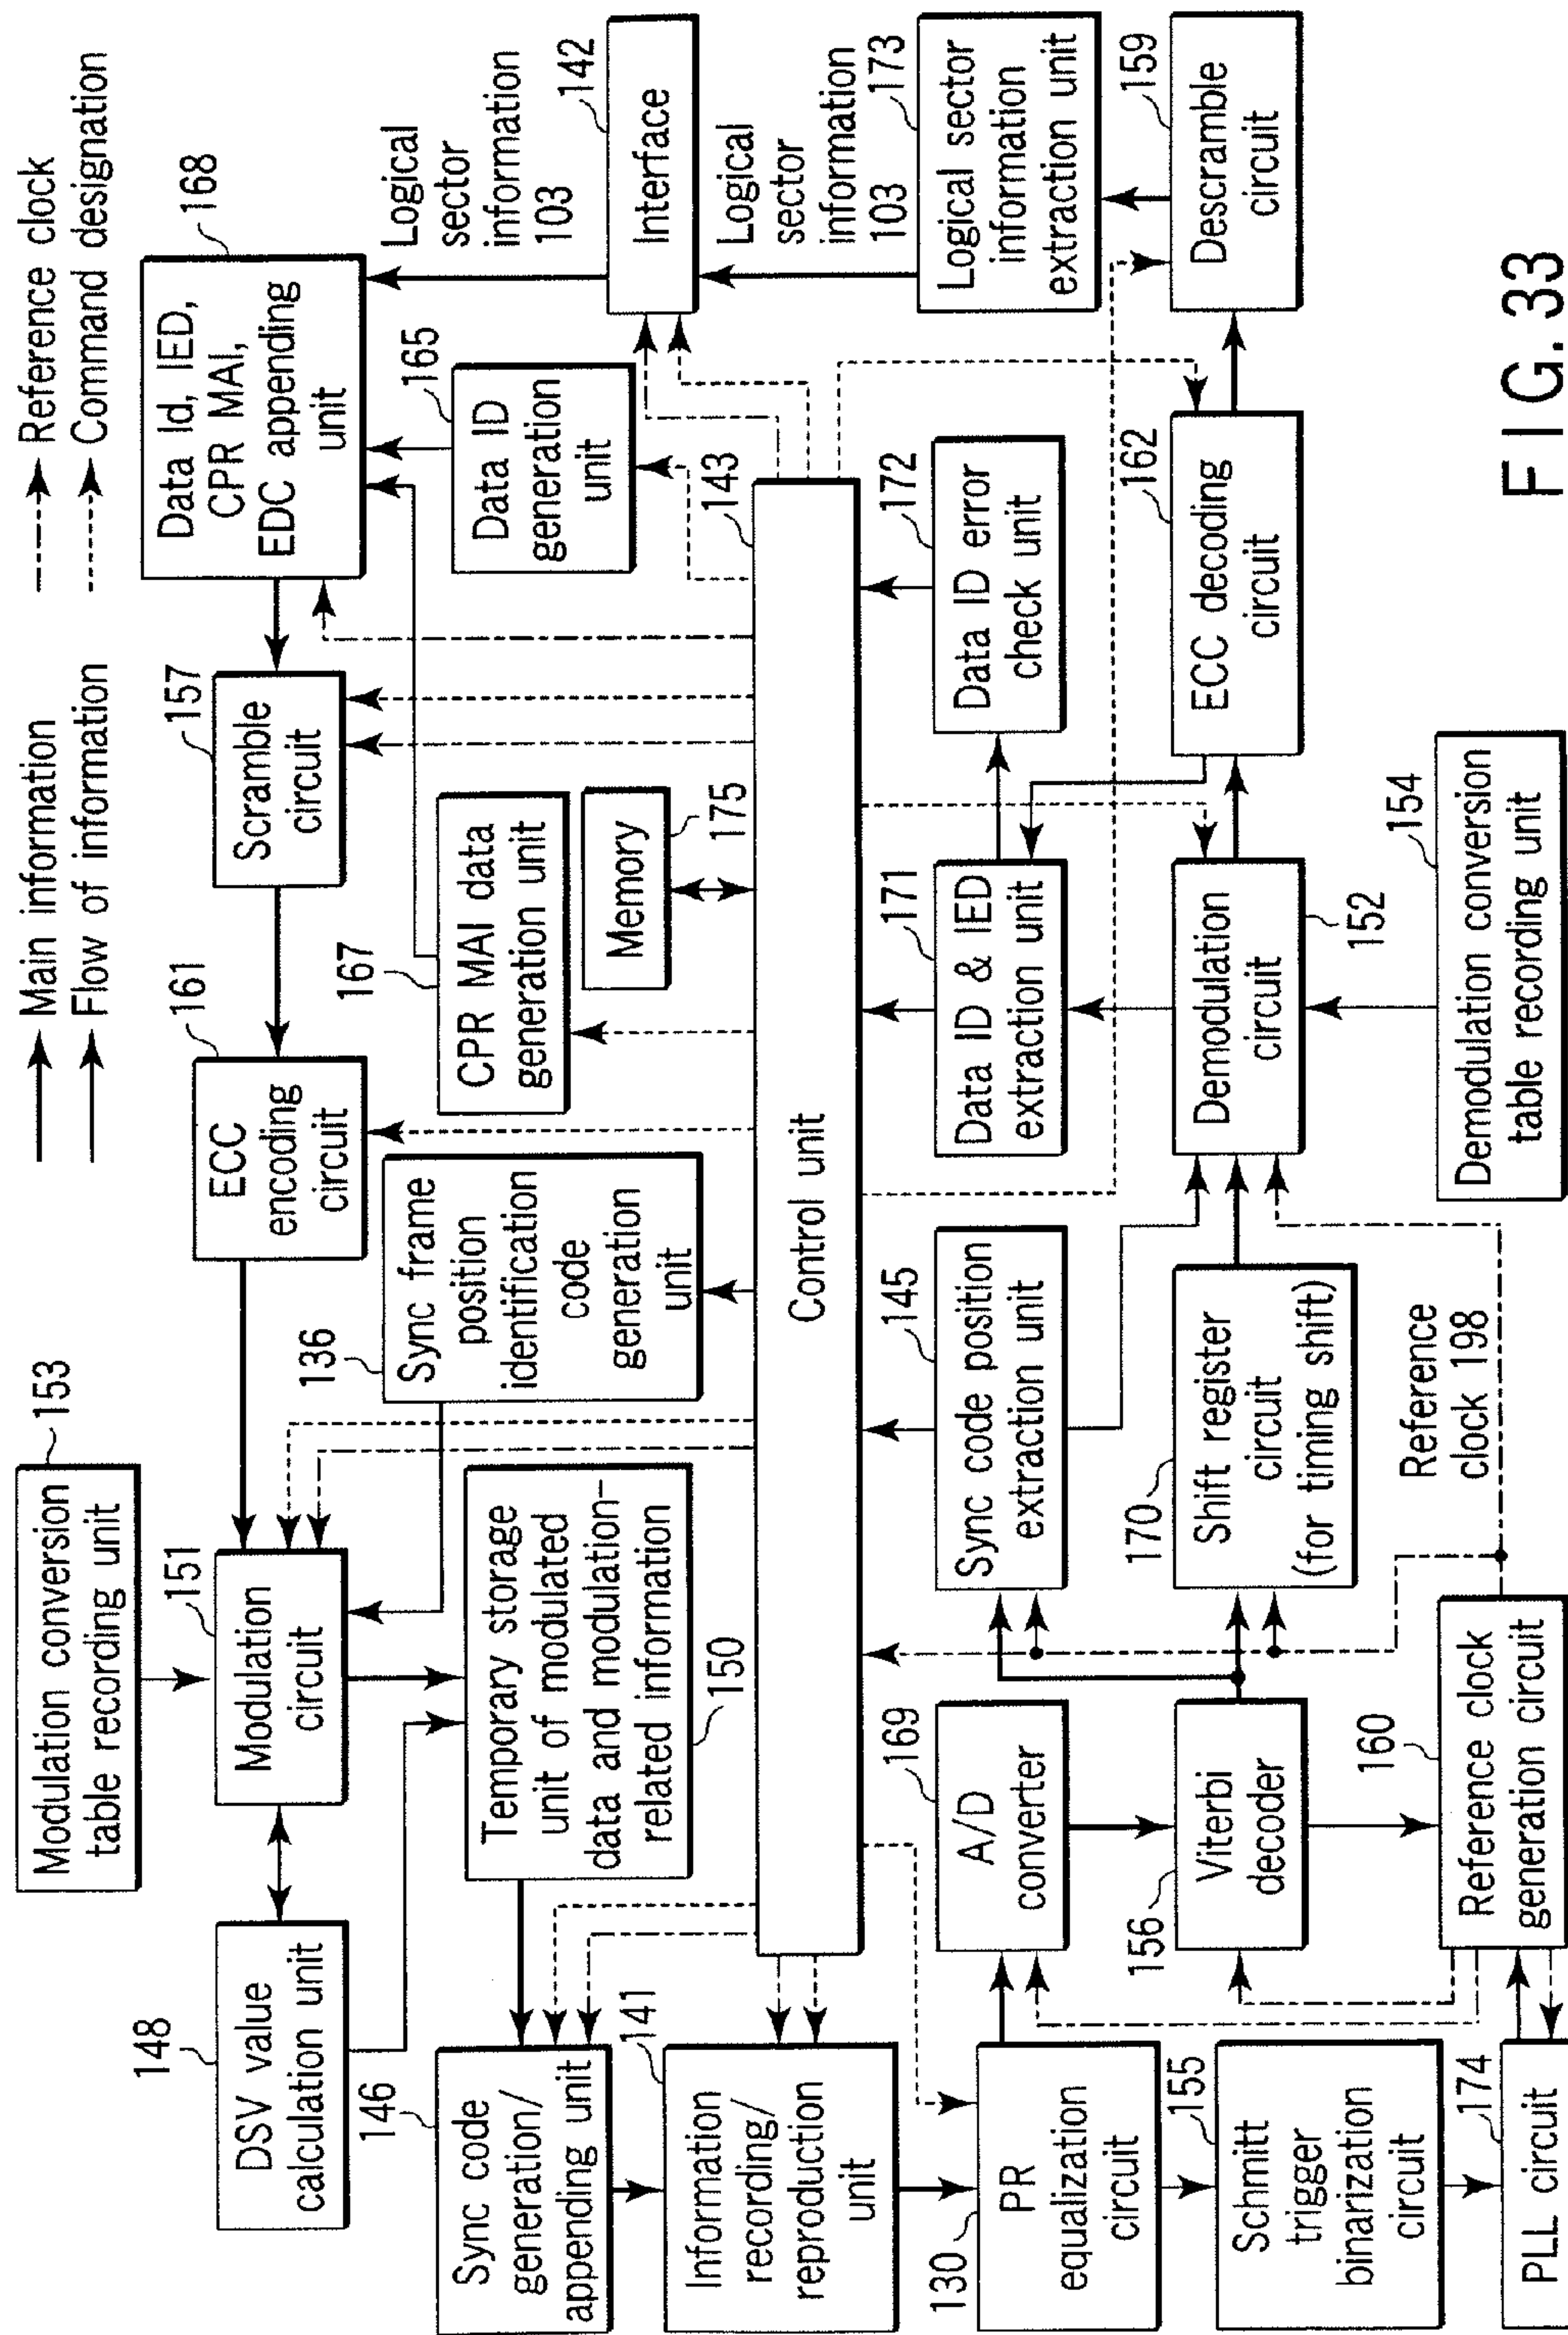 Main information
Flow of information
Reference clock
Command designation
Modulation conversion
table recording unit
153
148
DSV value
calculation unit
151
Modulation
circuit
161
ECC
encoding
circuit
157
Scramble
circuit
168
Data Id, IED,
CPR MAI,
EDC appending
unit
Logical
sector
information
103
142
Interface
146
Sync code
generation/
appending unit
Temporary storage
unit of modulated
data and modulation-
related information
150
136
Sync frame
position
identification
code
generation
unit
167
CPR MAI data
generation unit
Memory
175
165
Data ID
generation
unit
141
Information
recording/
reproduction
unit
143
Control unit
Logical
sector
information
103
173
Logical sector
information
extraction unit
130
PR
equalization
circuit
169
A/D
converter
145
Sync code position
extraction unit
171
Data ID & IED
extraction unit
172
Data ID error
check unit
155
Schmitt
trigger
binarization
circuit
156
Viterbi
decoder
170
Shift register
circuit
(for timing shift)
Demodulation
circuit
152
162
ECC decoding
circuit
159
Descramble
circuit
174
PLL circuit
160
Reference clock
generation circuit
Reference
clock 198
154
Demodulation conversion
table recording unit
FIG. 33